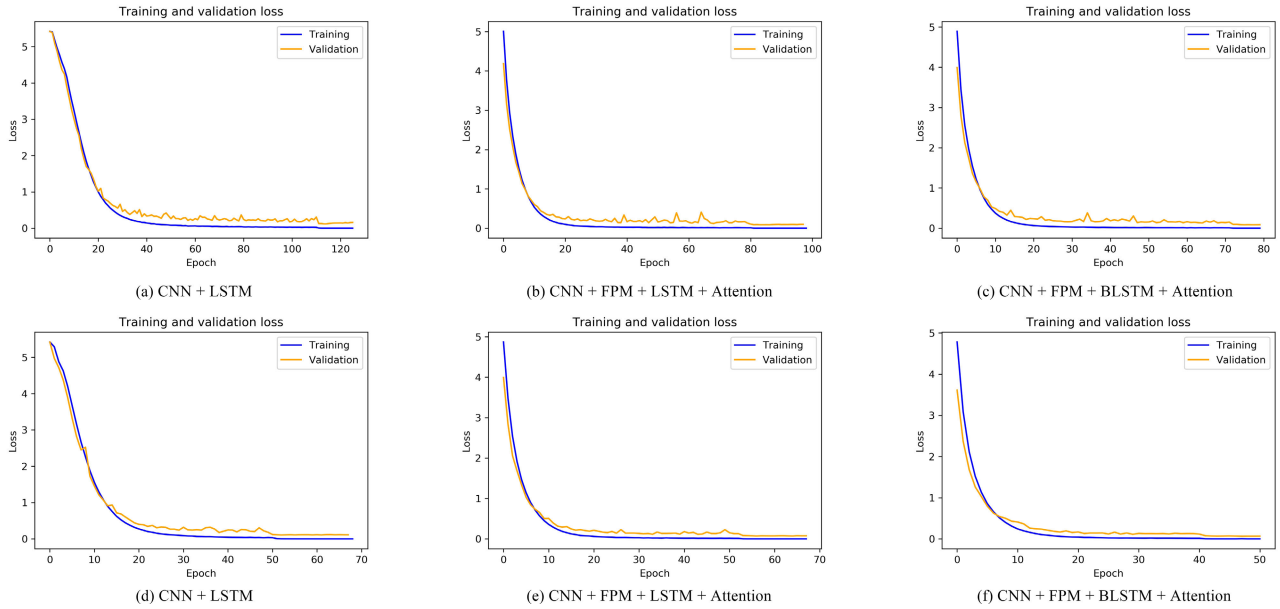 Training and validation loss
Training
Validation
5
4
3
2
1
0
Loss
0 20 40 60 80 100 120
Epoch
(a) CNN + LSTM
Training and validation loss
Training
Validation
5
4
3
2
1
0
Loss
0 20 40 60 80 100
Epoch
(b) CNN + FPM + LSTM + Attention
Training and validation loss
Training
Validation
5
4
3
2
1
0
Loss
0 10 20 30 40 50 60 70 80
Epoch
(c) CNN + FPM + BLSTM + Attention
Training and validation loss
Training
Validation
5
4
3
2
1
0
Loss
0 10 20 30 40 50 60 70
Epoch
(d) CNN + LSTM
Training and validation loss
Training
Validation
5
4
3
2
1
0
Loss
0 10 20 30 40 50 60 70
Epoch
(e) CNN + FPM + LSTM + Attention
Training and validation loss
Training
Validation
5
4
3
2
1
0
Loss
0 10 20 30 40 50
Epoch
(f) CNN + FPM + BLSTM + Attention